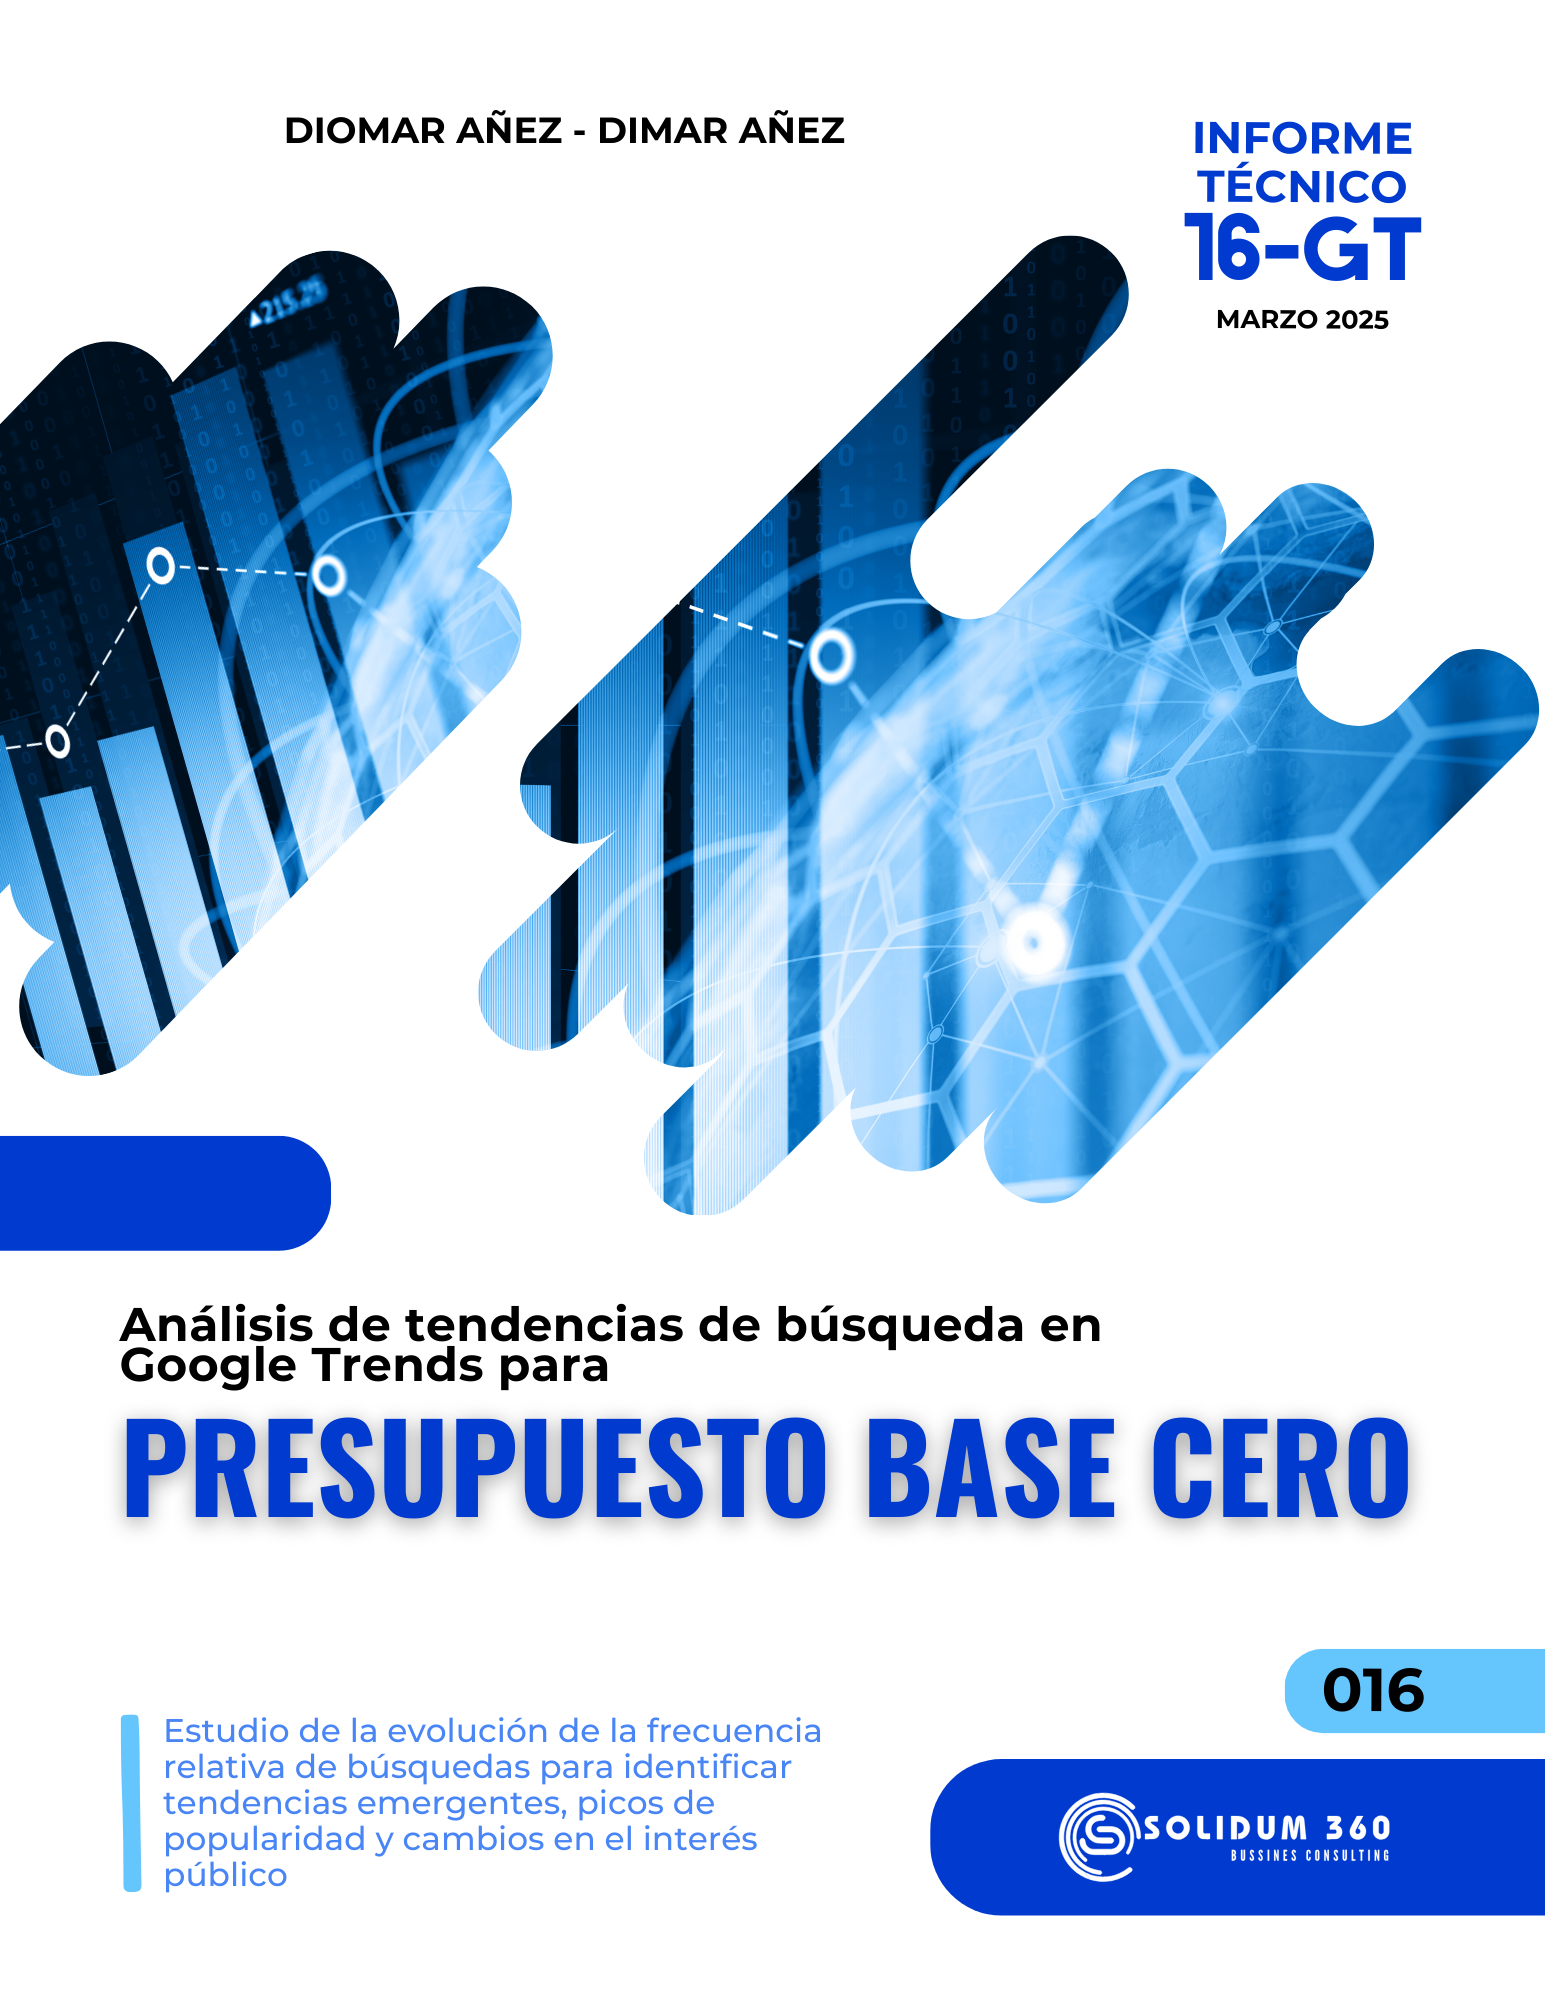 DIOMAR AÑEZ - DIMAR AÑEZ
INFORME
TÉCNICO
16-GT
MARZO 2025
▲215.29
Análisis de tendencias de búsqueda en
Google Trends para
PRESUPUESTO BASE CERO
016
Estudio de la evolución de la frecuencia
relativa de búsquedas para identificar
tendencias emergentes, picos de
popularidad y cambios en el interés
público
SOLIDUM 360
BUSSINES CONSULTING